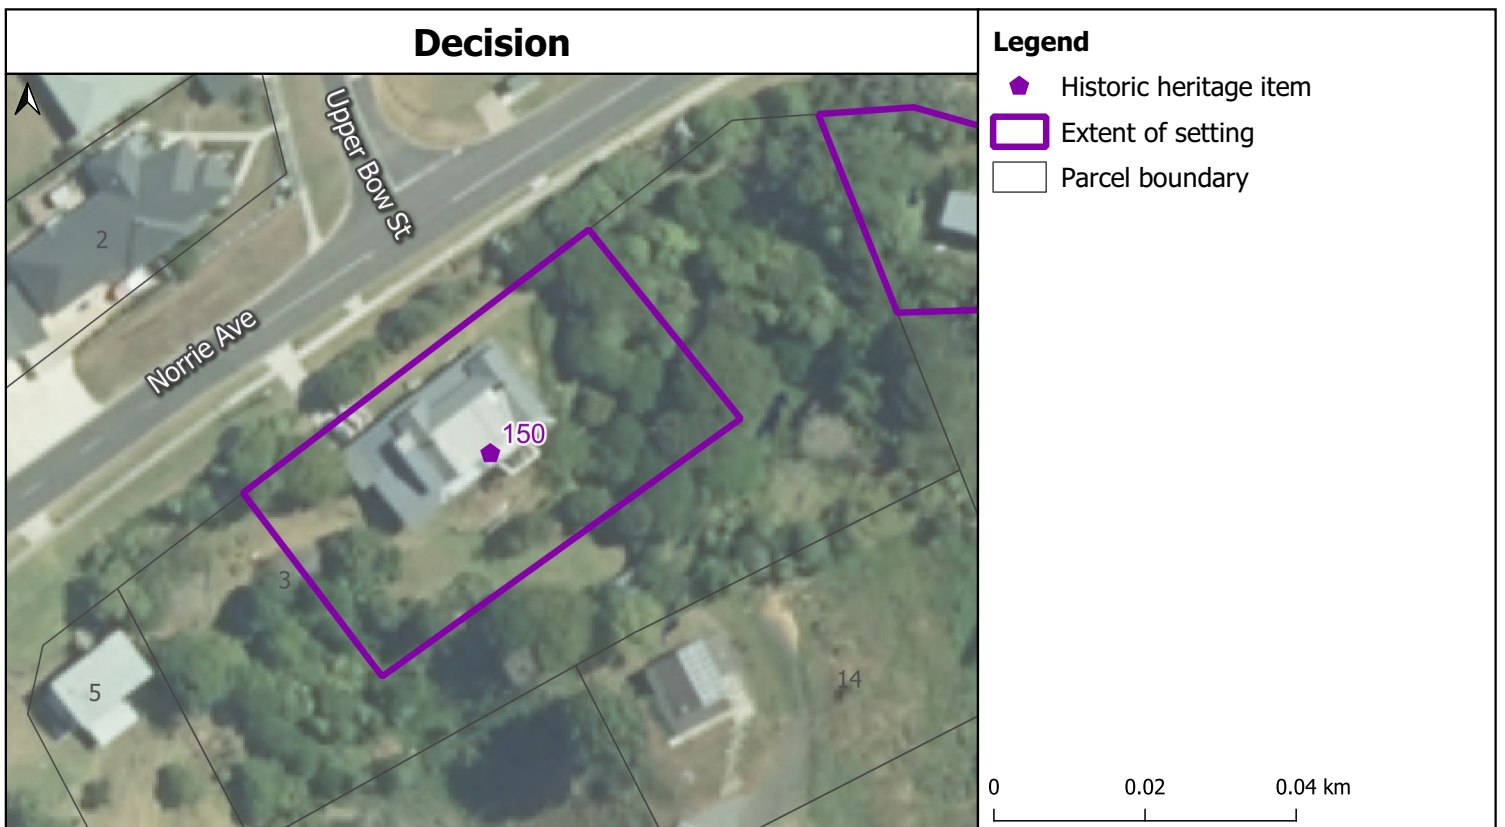 Decision
Legend
Historic heritage item
Extent of setting
Parcel boundary
Upper Bow St
2
Norrie Ave
150
3
5
14
0 0.02 0.04 km